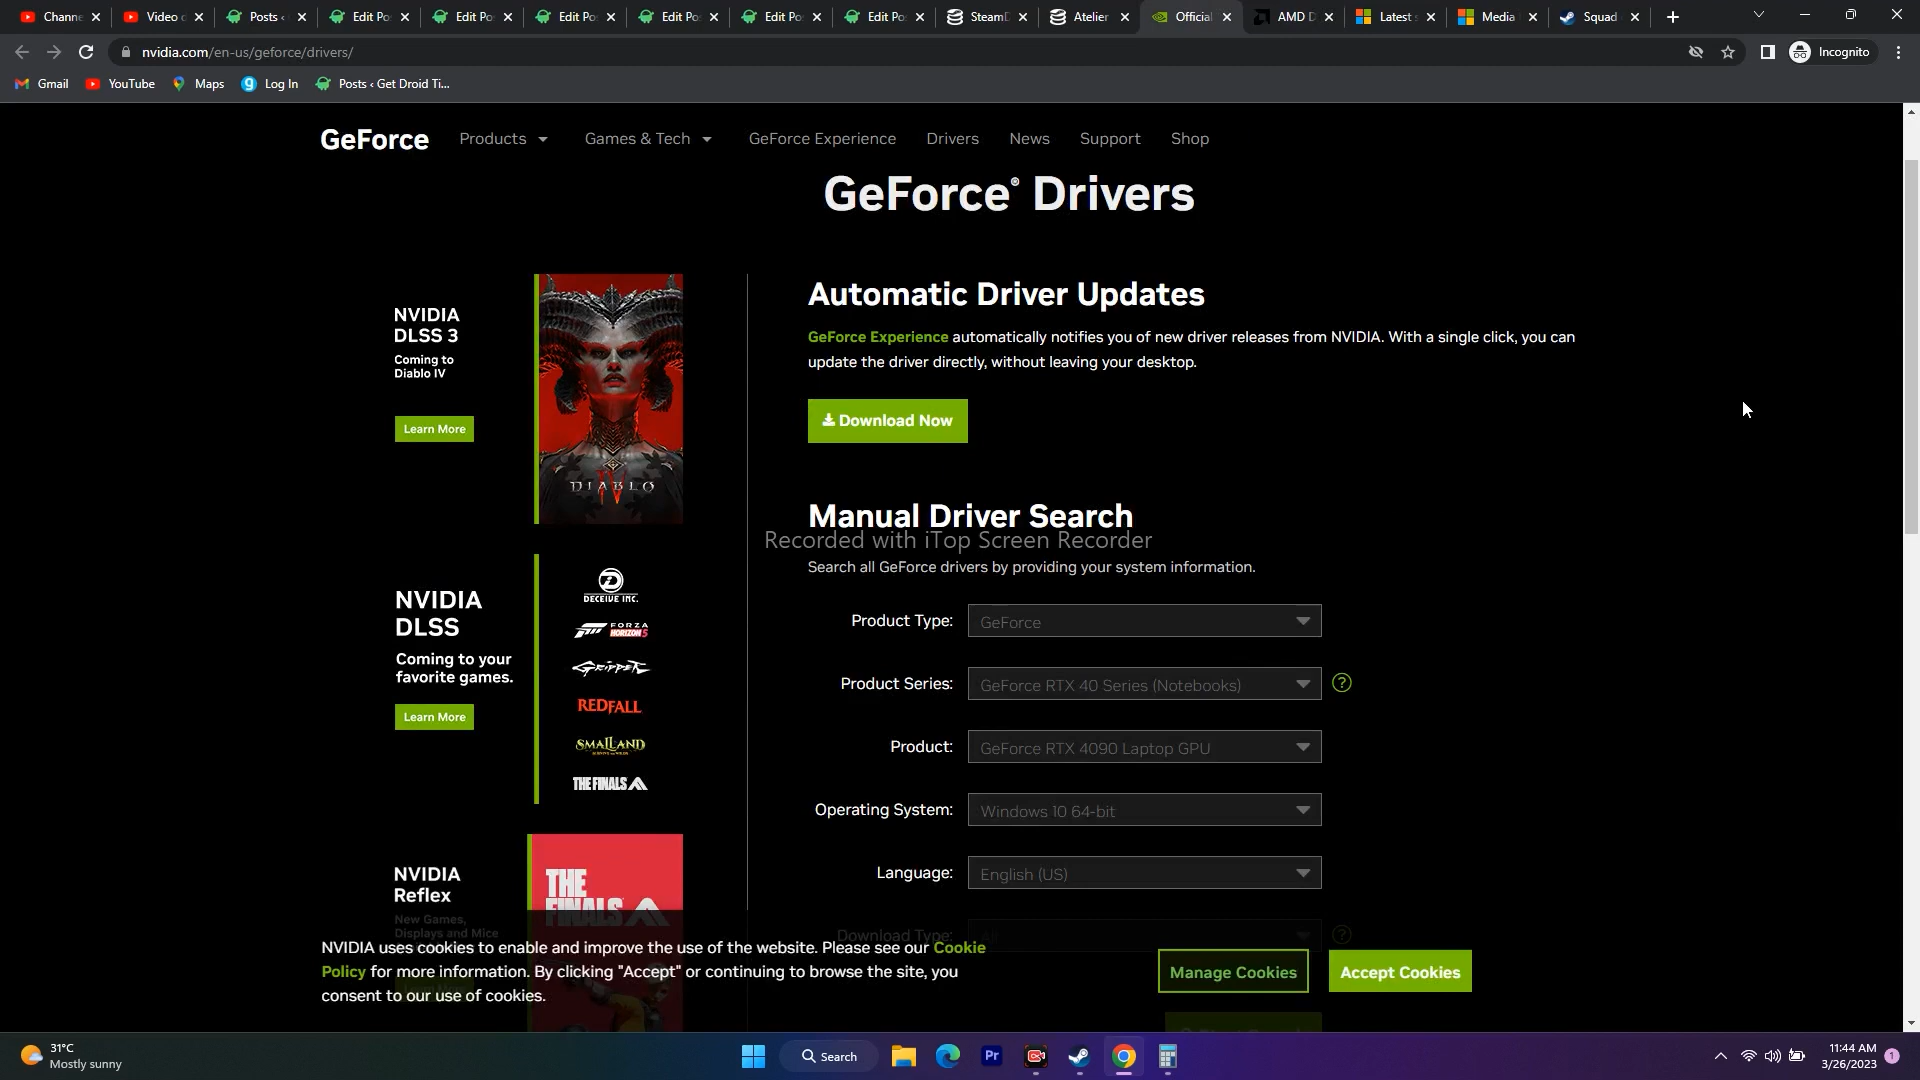 Channe
Video c
Posts ‹
Edit Po
Edit Po
Edit Po
Edit Po
Edit Po
Edit Po
SteamD
Atelier
Official
AMD D
Latest s
Media
Squad
nvidia.com/en-us/geforce/drivers/
Incognito
Gmail
YouTube
Maps
Log In
Posts ‹ Get Droid Ti...
GeForce
Products
Games & Tech
GeForce Experience
Drivers
News
Support
Shop
GeForce® Drivers
NVIDIA
DLSS 3
Coming to
Diablo IV
Learn More
DIABLO
IV
Automatic Driver Updates
GeForce Experience automatically notifies you of new driver releases from NVIDIA. With a single click, you can
update the driver directly, without leaving your desktop.
Download Now
Manual Driver Search
Recorded with iTop Screen Recorder
Search all GeForce drivers by providing your system information.
NVIDIA
DLSS
Coming to your
favorite games.
Learn More
DECEIVE INC.
FORZA
HORIZON 5
GRIPPER
REDFALL
SMALLAND
THE FINALS
Product Type:
GeForce
Product Series:
GeForce RTX 40 Series (Notebooks)
?
Product:
GeForce RTX 4090 Laptop GPU
Operating System:
Windows 10 64-bit
Language:
English (US)
Download Type:
All
?
NVIDIA
Reflex
New Games,
Displays and Mice
THE
FINALS
NVIDIA uses cookies to enable and improve the use of the website. Please see our Cookie
Policy for more information. By clicking "Accept" or continuing to browse the site, you
consent to our use of cookies.
Manage Cookies
Accept Cookies
31°C
Mostly sunny
Search
Pr
11:44 AM
3/26/2023
1